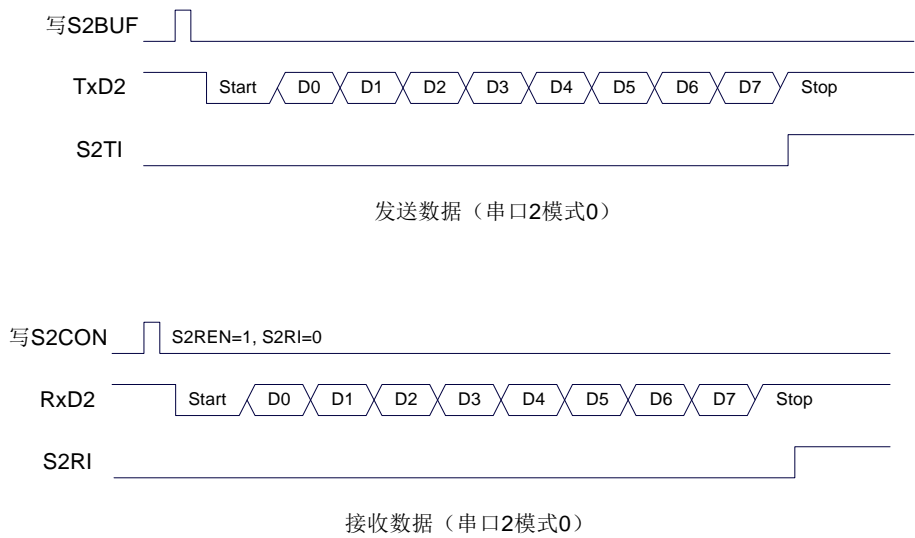 写S2BUF
TxD2 Start D0 D1 D2 D3 D4 D5 D6 D7 Stop
S2TI
发送数据（串口2模式0）
写S2CON S2REN=1, S2RI=0
RxD2 Start D0 D1 D2 D3 D4 D5 D6 D7 Stop
S2RI
接收数据（串口2模式0）